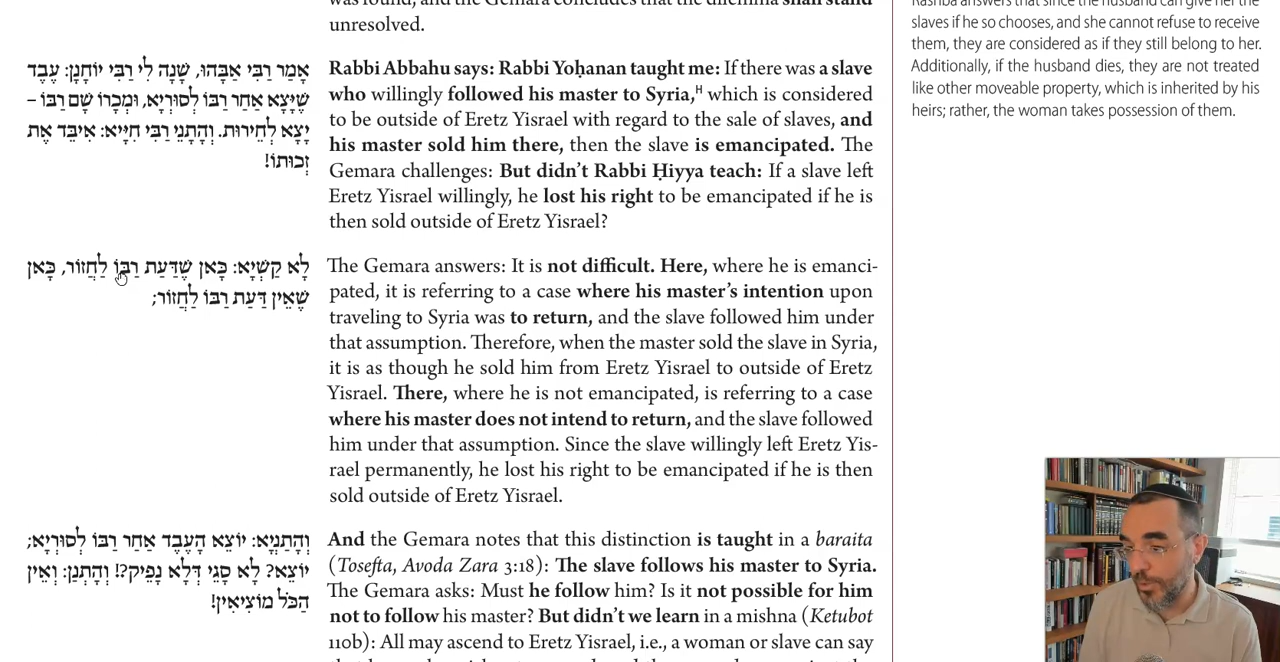 was found, and the Gemara concludes that the dilemma shall stand
unresolved.
אָמַר רַבִּי אַבָּהוּ, שָׁנָה לִי רַבִּי יוֹחָנָן: עֶבֶד
שֶׁיָּצָא אַחַר רַבּוֹ לְסוּרְיָא, וּמְכָרוֹ שָׁם רַבּוֹ –
יָצָא לְחֵירוּת. וְהָתָנֵי רַבִּי חִיָּיא: אִיבֵּד אֶת
זְכוּתוֹ!
Rabbi Abbahu says: Rabbi Yoḥanan taught me: If there was a slave
who willingly followed his master to Syria,ᴴ which is considered
to be outside of Eretz Yisrael with regard to the sale of slaves, and
his master sold him there, then the slave is emancipated. The
Gemara challenges: But didn't Rabbi Ḥiyya teach: If a slave left
Eretz Yisrael willingly, he lost his right to be emancipated if he is
then sold outside of Eretz Yisrael?
לָא קַשְׁיָא: כָּאן שֶׁדַּעַת רַבּוֹ לַחֲזוֹר, כָּאן
שֶׁאֵין דַּעַת רַבּוֹ לַחֲזוֹר;
The Gemara answers: It is not difficult. Here, where he is emanci-
pated, it is referring to a case where his master's intention upon
traveling to Syria was to return, and the slave followed him under
that assumption. Therefore, when the master sold the slave in Syria,
it is as though he sold him from Eretz Yisrael to outside of Eretz
Yisrael. There, where he is not emancipated, is referring to a case
where his master does not intend to return, and the slave followed
him under that assumption. Since the slave willingly left Eretz Yis-
rael permanently, he lost his right to be emancipated if he is then
sold outside of Eretz Yisrael.
וְהָתַנְיָא: יוֹצֵא הָעֶבֶד אַחַר רַבּוֹ לְסוּרְיָא;
יוֹצֵא? לָא סַגִּי דְּלָא נָפֵיק?! וְהָתְנַן: וְאֵין
הַכֹּל מוֹצִיאִין!
And the Gemara notes that this distinction is taught in a baraita
(Tosefta, Avoda Zara 3:18): The slave follows his master to Syria.
The Gemara asks: Must he follow him? Is it not possible for him
not to follow his master? But didn't we learn in a mishna (Ketubot
110b): All may ascend to Eretz Yisrael, i.e., a woman or slave can say
Rashba answers that since the husband can give her the
slaves if he so chooses, and she cannot refuse to receive
them, they are considered as if they still belong to her.
Additionally, if the husband dies, they are not treated
like other moveable property, which is inherited by his
heirs; rather, the woman takes possession of them.